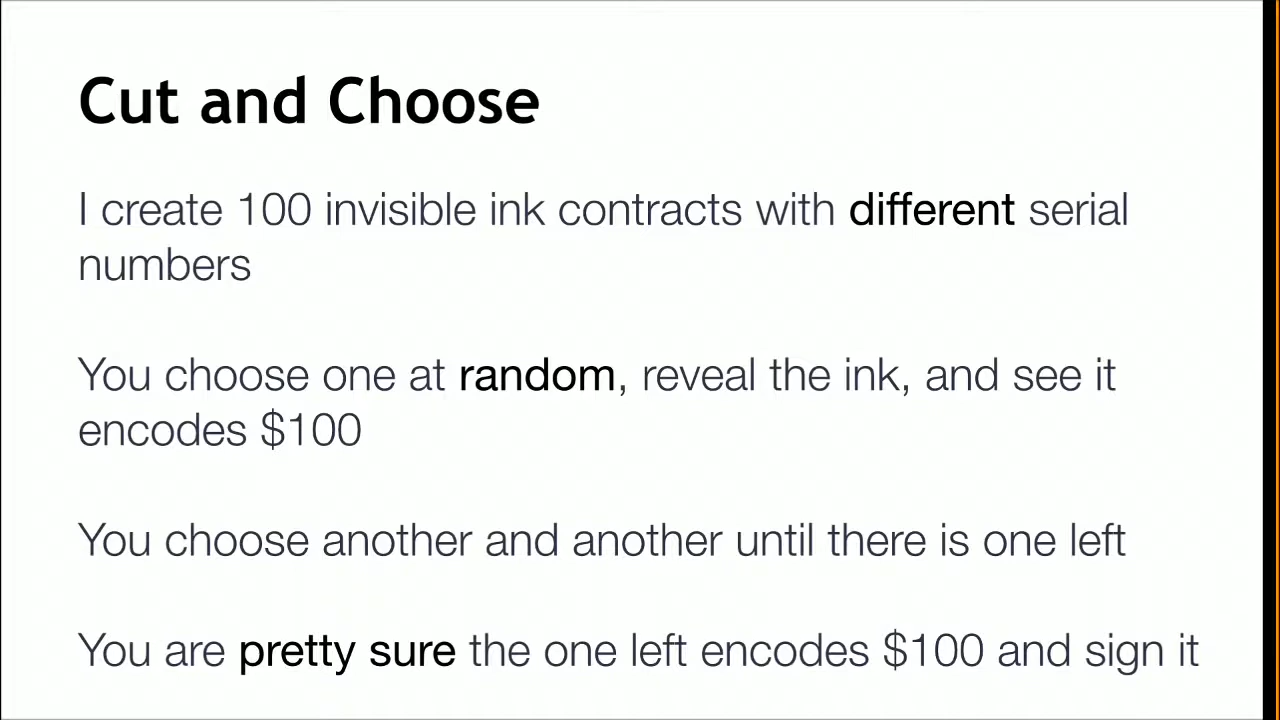 Cut and Choose
I create 100 invisible ink contracts with different serial
numbers
You choose one at random, reveal the ink, and see it
encodes $100
You choose another and another until there is one left
You are pretty sure the one left encodes $100 and sign it